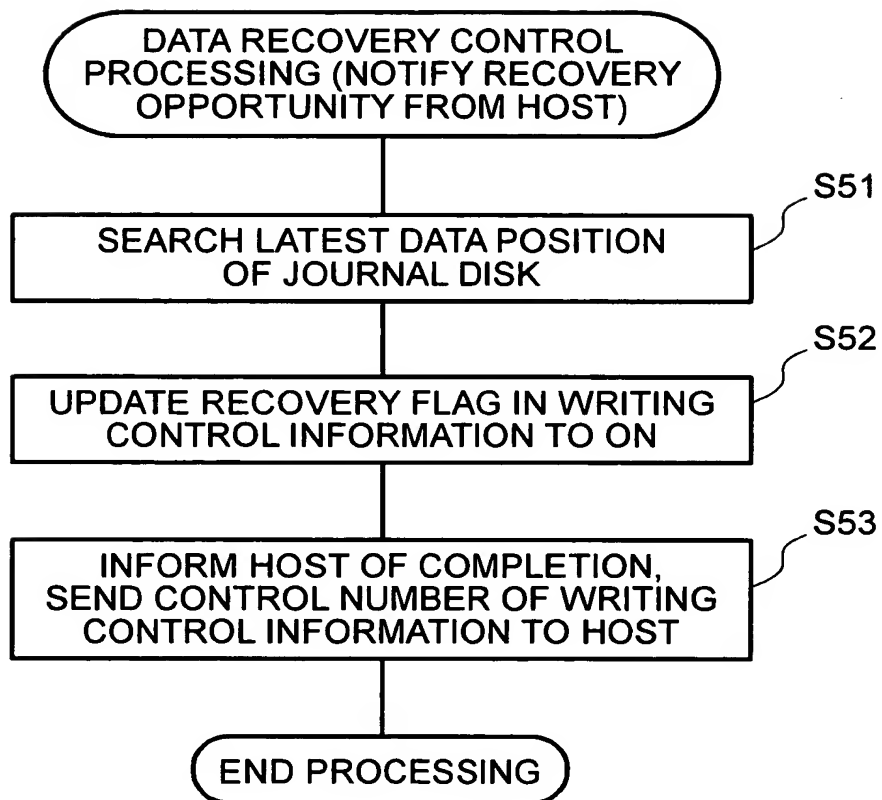 DATA RECOVERY CONTROL
PROCESSING (NOTIFY RECOVERY
OPPORTUNITY FROM HOST)
S51
SEARCH LATEST DATA POSITION
OF JOURNAL DISK
S52
UPDATE RECOVERY FLAG IN WRITING
CONTROL INFORMATION TO ON
S53
INFORM HOST OF COMPLETION,
SEND CONTROL NUMBER OF WRITING
CONTROL INFORMATION TO HOST
END PROCESSING